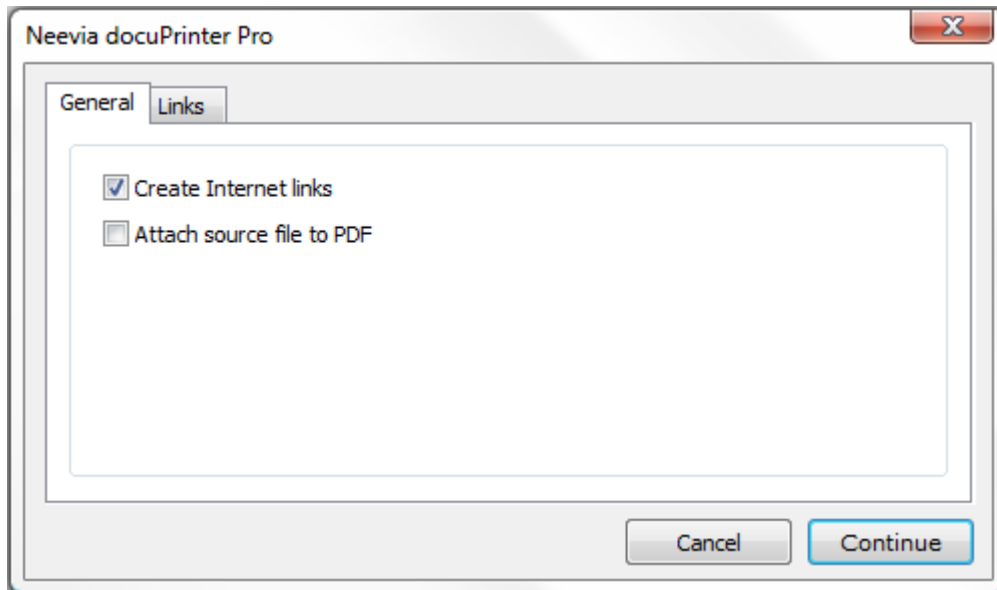 Neevia docuPrinter Pro
General Links
Create Internet links
Attach source file to PDF
Cancel Continue